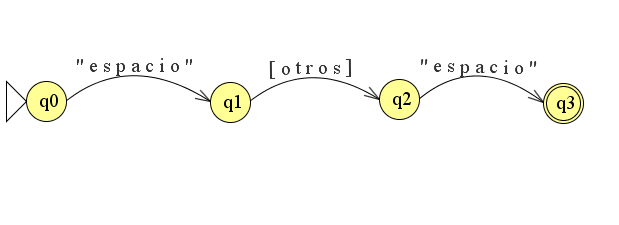 "espacio"
[otros]
"espacio"
q0
q1
q2
q3